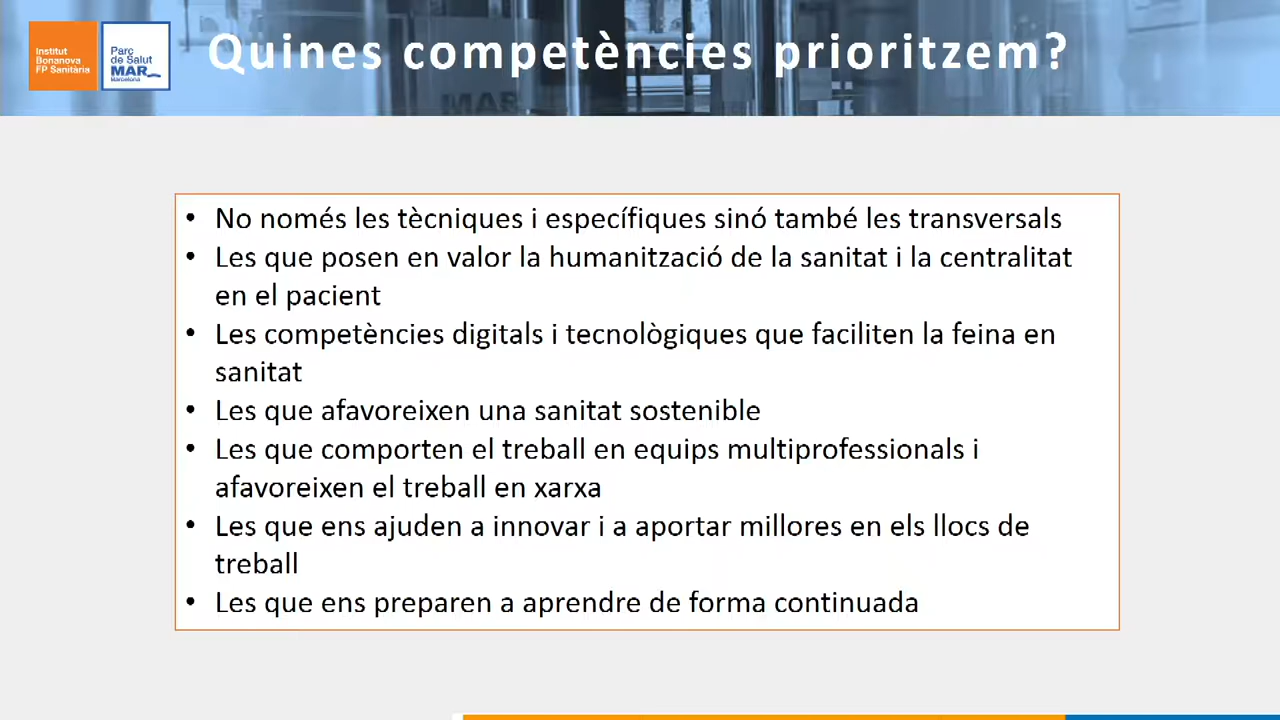 Institut
Bonanova
FP Sanitària
Parc
de Salut
MAR
Barcelona
Quines competències prioritzem?
MAR
• No només les tècniques i específiques sinó també les transversals
• Les que posen en valor la humanització de la sanitat i la centralitat
en el pacient
• Les competències digitals i tecnològiques que faciliten la feina en
sanitat
• Les que afavoreixen una sanitat sostenible
• Les que comporten el treball en equips multiprofessionals i
afavoreixen el treball en xarxa
• Les que ens ajuden a innovar i a aportar millores en els llocs de
treball
• Les que ens preparen a aprendre de forma continuada